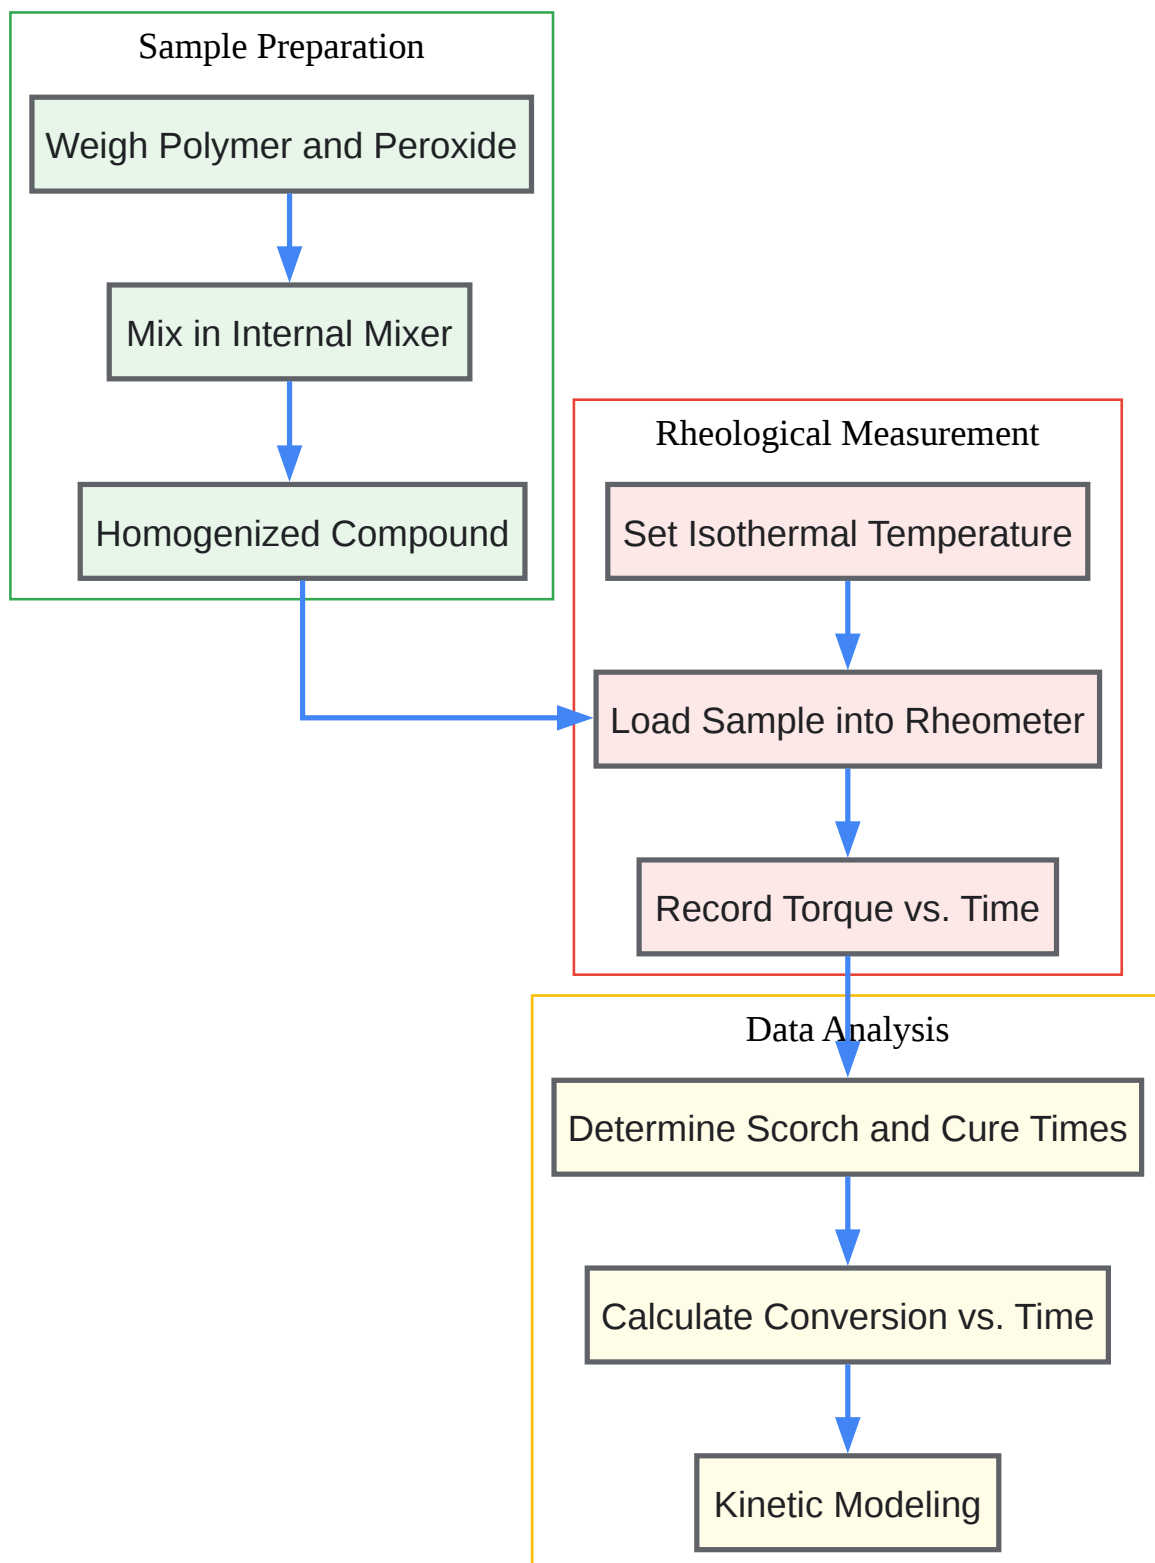 Sample Preparation
Weigh Polymer and Peroxide
Mix in Internal Mixer
Homogenized Compound
Rheological Measurement
Set Isothermal Temperature
Load Sample into Rheometer
Record Torque vs. Time
Data Analysis
Determine Scorch and Cure Times
Calculate Conversion vs. Time
Kinetic Modeling